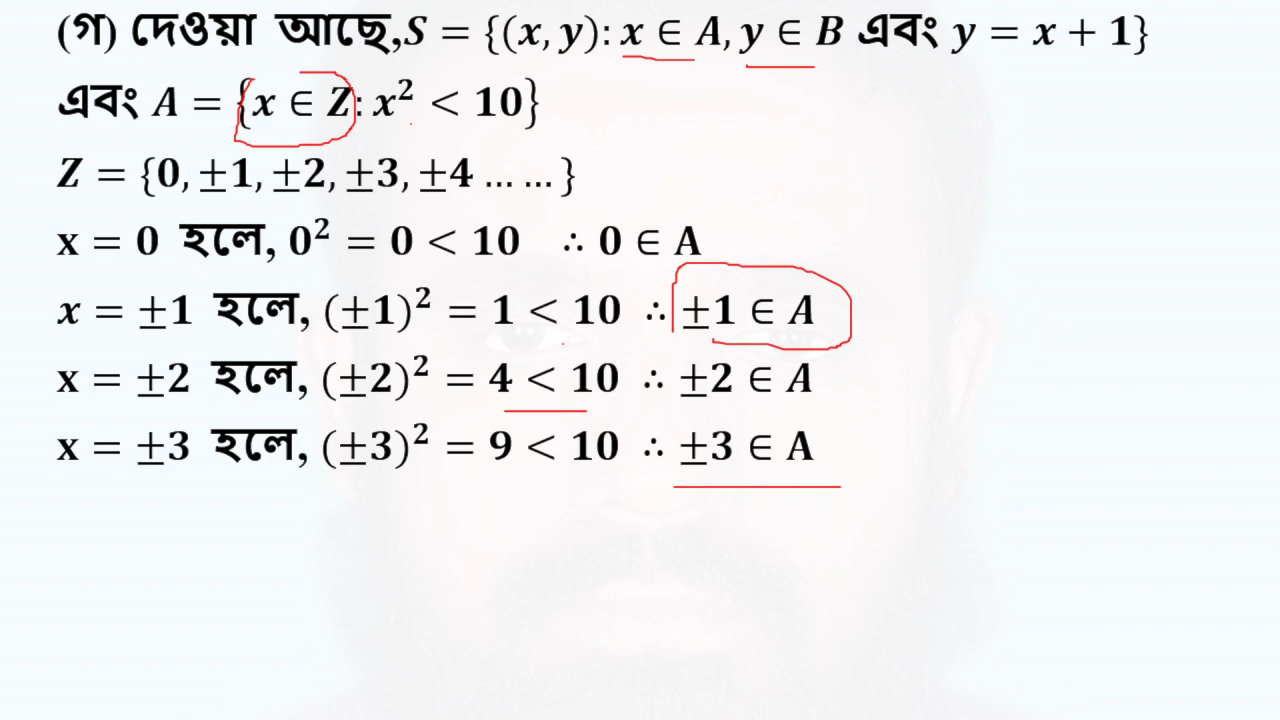 (গ) দেওয়া আছে,S = {(x, y): x ∈ A, y ∈ B এবং y = x + 1}
এবং A = {x ∈ Z: x² < 10}
Z = {0, ±1, ±2, ±3, ±4 … … }
x = 0 হলে, 0² = 0 < 10 ∴ 0 ∈ A
x = ±1 হলে, (±1)² = 1 < 10 ∴ ±1 ∈ A
x = ±2 হলে, (±2)² = 4 < 10 ∴ ±2 ∈ A
x = ±3 হলে, (±3)² = 9 < 10 ∴ ±3 ∈ A